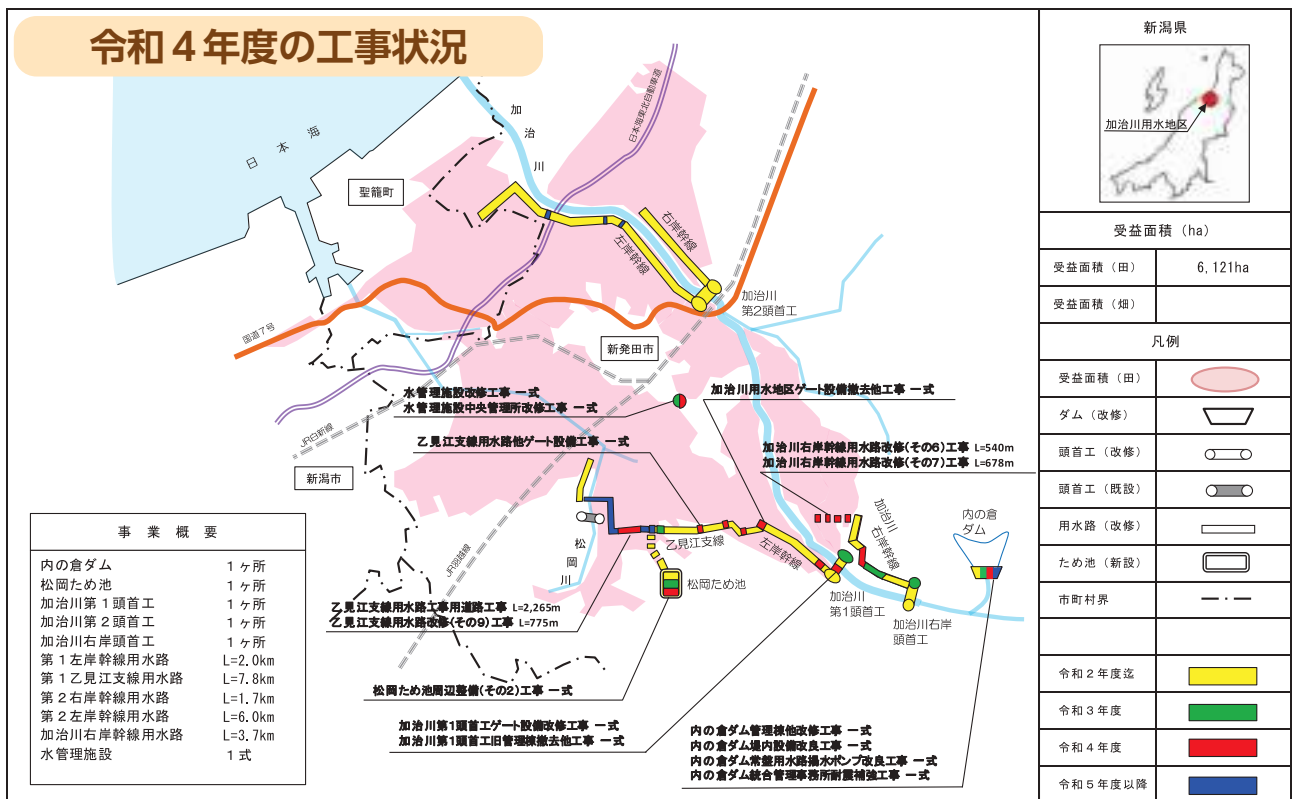 令和４年度の工事状況
日本海
加治川
日本海東北自動車道
聖籠町
左岸幹線
右岸幹線
加治川
第2頭首工
国道7号
新発田市
水管理施設改修工事 一式
水管理施設中央管理所改修工事 一式
加治川用水地区ゲート設備撤去他工事 一式
乙見江支線用水路他ゲート設備工事 一式
JR白新線
加治川右岸幹線用水路改修(その6)工事 L=540m
加治川右岸幹線用水路改修(その7)工事 L=678m
新潟市
加治川
右岸幹線
内の倉
ダム
乙見江支線
左岸幹線
松岡川
JR羽越線
松岡ため池
加治川
第1頭首工
加治川右岸
頭首工
乙見江支線用水路工事用道路工事 L=2,265m
乙見江支線用水路改修(その9)工事 L=775m
松岡ため池周辺整備(その2)工事 一式
加治川第1頭首工ゲート設備改修工事 一式
加治川第1頭首工旧管理棟撤去他工事 一式
内の倉ダム管理棟他改修工事 一式
内の倉ダム堤内設備改良工事 一式
内の倉ダム常盤用水路揚水ポンプ改良工事 一式
内の倉ダム統合管理事務所耐震補強工事 一式
事業概要
内の倉ダム 1ヶ所
松岡ため池 1ヶ所
加治川第1頭首工 1ヶ所
加治川第2頭首工 1ヶ所
加治川右岸頭首工 1ヶ所
第1左岸幹線用水路 L=2.0km
第1乙見江支線用水路 L=7.8km
第2右岸幹線用水路 L=1.7km
第2左岸幹線用水路 L=6.0km
加治川右岸幹線用水路 L=3.7km
水管理施設 1式
新潟県
加治川用水地区
受益面積（ha）
受益面積（田） 6,121ha
受益面積（畑）
凡例
受益面積（田）
ダム（改修）
頭首工（改修）
頭首工（既設）
用水路（改修）
ため池（新設）
市町村界
令和２年度迄
令和３年度
令和４年度
令和５年度以降